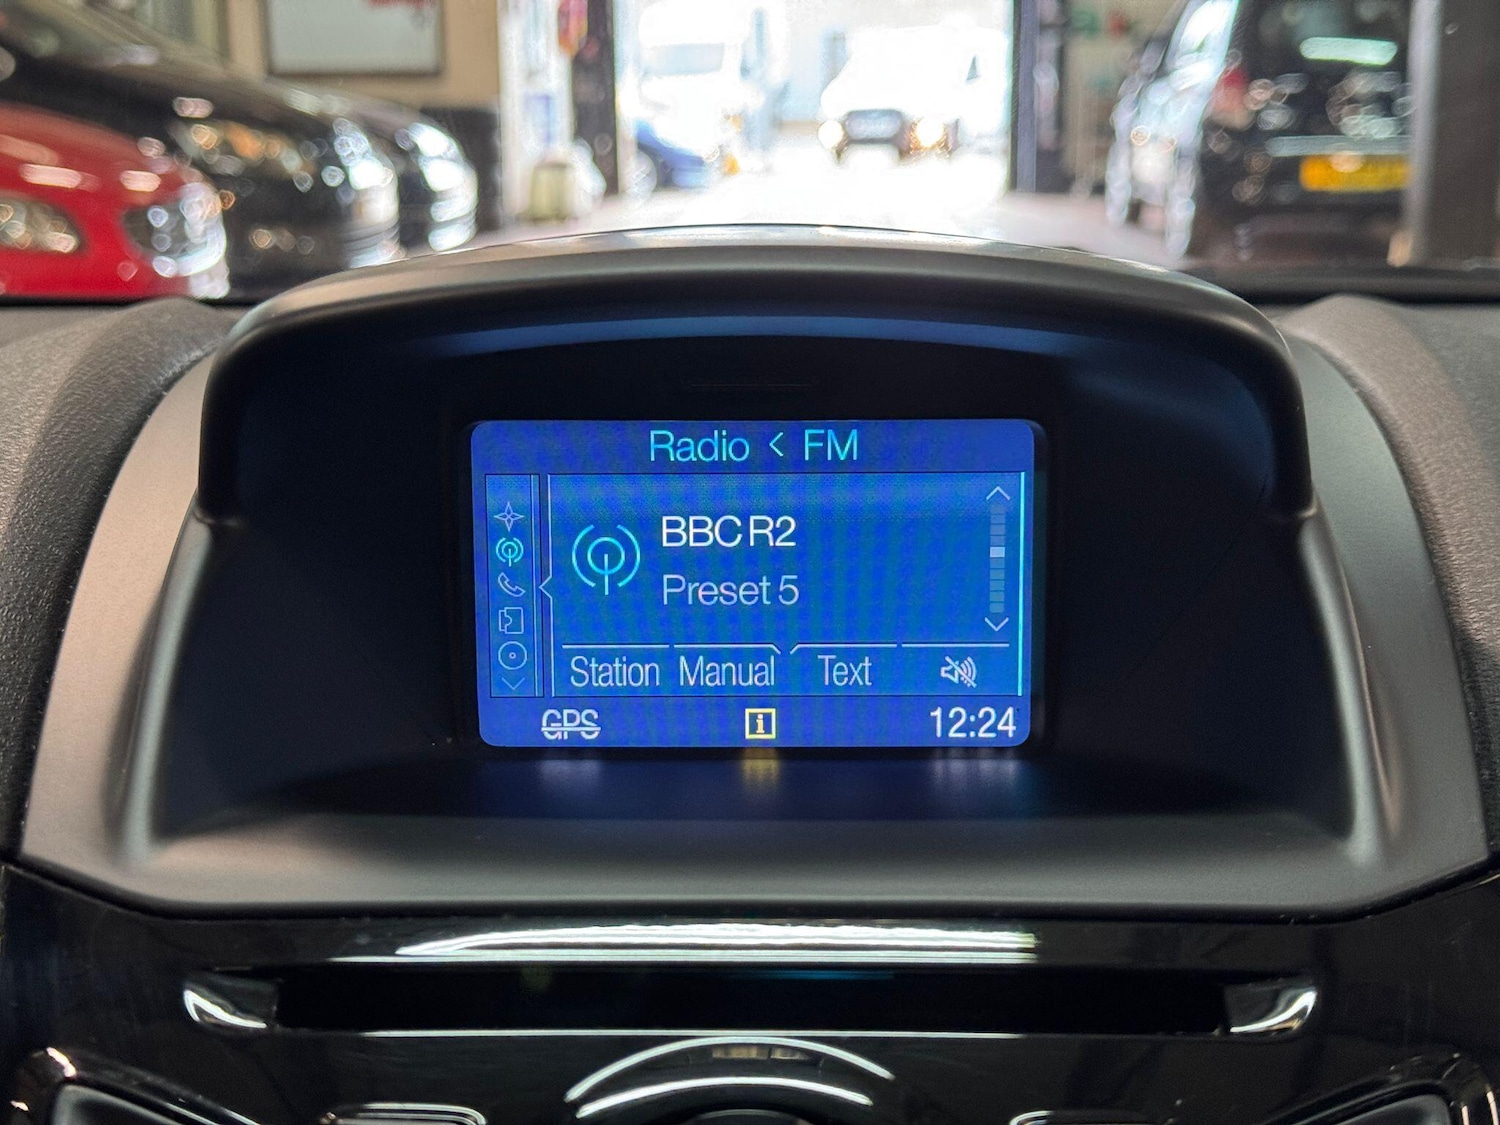 Radio < FM
BBC R2
Preset 5
Station Manual Text
GPS i 12:24